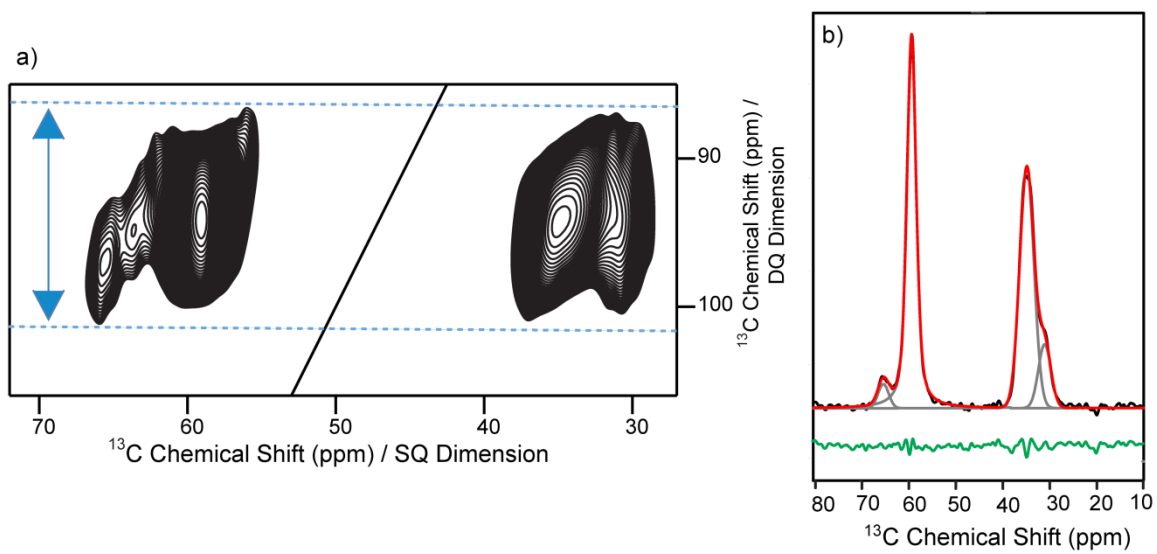 a)
90
100
¹³C Chemical Shift (ppm) /
DQ Dimension
70
60
50
40
30
¹³C Chemical Shift (ppm) / SQ Dimension
b)
80 70 60 50 40 30 20 10
¹³C Chemical Shift (ppm)